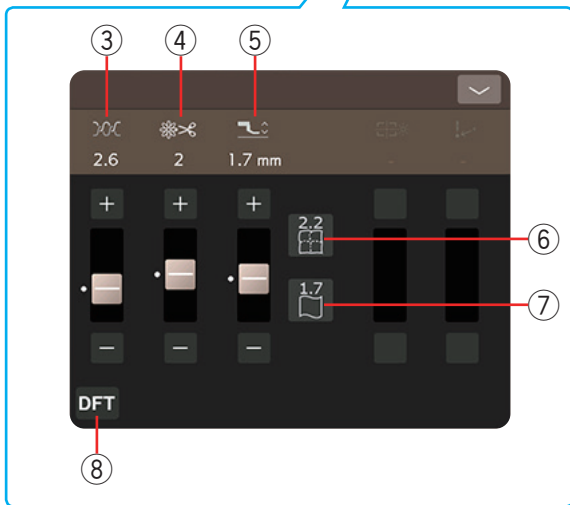 ③ ④ ⑤
2.6 2 1.7 mm - -
+ + +
2.2
⑥
1.7
⑦
− − −
DFT
⑧